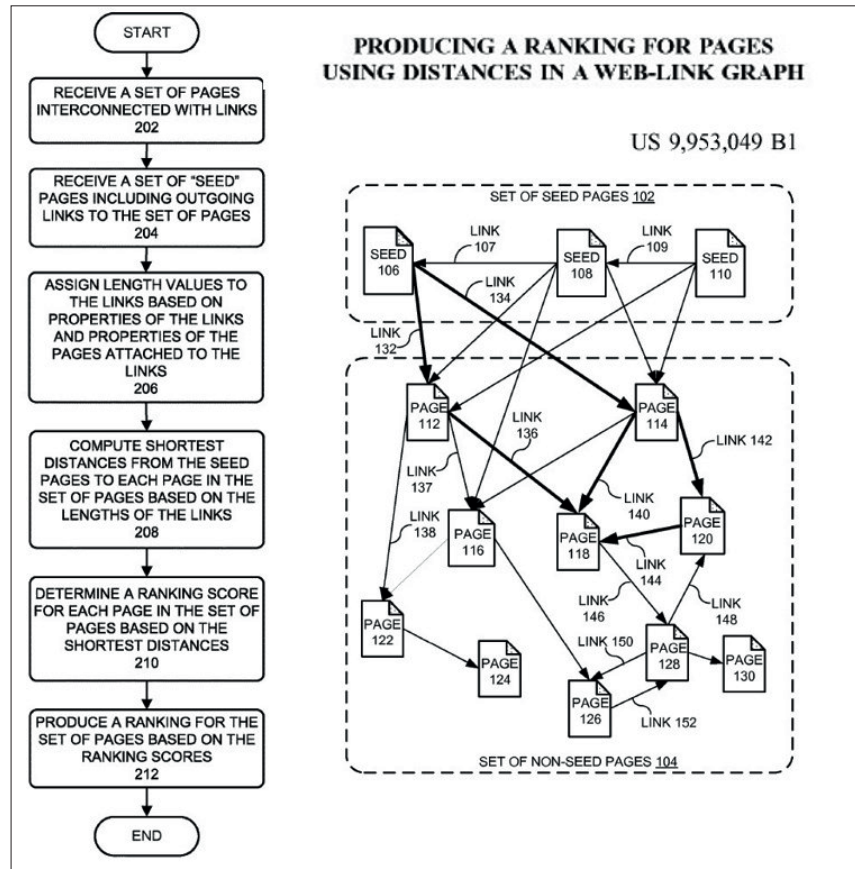 START
RECEIVE A SET OF PAGES
INTERCONNECTED WITH LINKS
202
RECEIVE A SET OF "SEED"
PAGES INCLUDING OUTGOING
LINKS TO THE SET OF PAGES
204
ASSIGN LENGTH VALUES TO
THE LINKS BASED ON
PROPERTIES OF THE LINKS
AND PROPERTIES OF THE
PAGES ATTACHED TO THE
LINKS
206
COMPUTE SHORTEST
DISTANCES FROM THE SEED
PAGES TO EACH PAGE IN THE
SET OF PAGES BASED ON THE
LENGTHS OF THE LINKS
208
DETERMINE A RANKING SCORE
FOR EACH PAGE IN THE SET OF
PAGES BASED ON THE
SHORTEST DISTANCES
210
PRODUCE A RANKING FOR THE
SET OF PAGES BASED ON THE
RANKING SCORES
212
END
PRODUCING A RANKING FOR PAGES
USING DISTANCES IN A WEB-LINK GRAPH
US 9,953,049 B1
SET OF SEED PAGES 102
SEED
106
LINK
107
SEED
108
LINK
109
SEED
110
LINK
134
LINK
132
PAGE
112
LINK
136
PAGE
114
LINK 142
LINK
137
LINK
138
PAGE
116
PAGE
118
LINK
140
PAGE
120
LINK
144
LINK
146
LINK
148
PAGE
122
PAGE
124
LINK 150
PAGE
128
PAGE
130
PAGE
126
LINK 152
SET OF NON-SEED PAGES 104